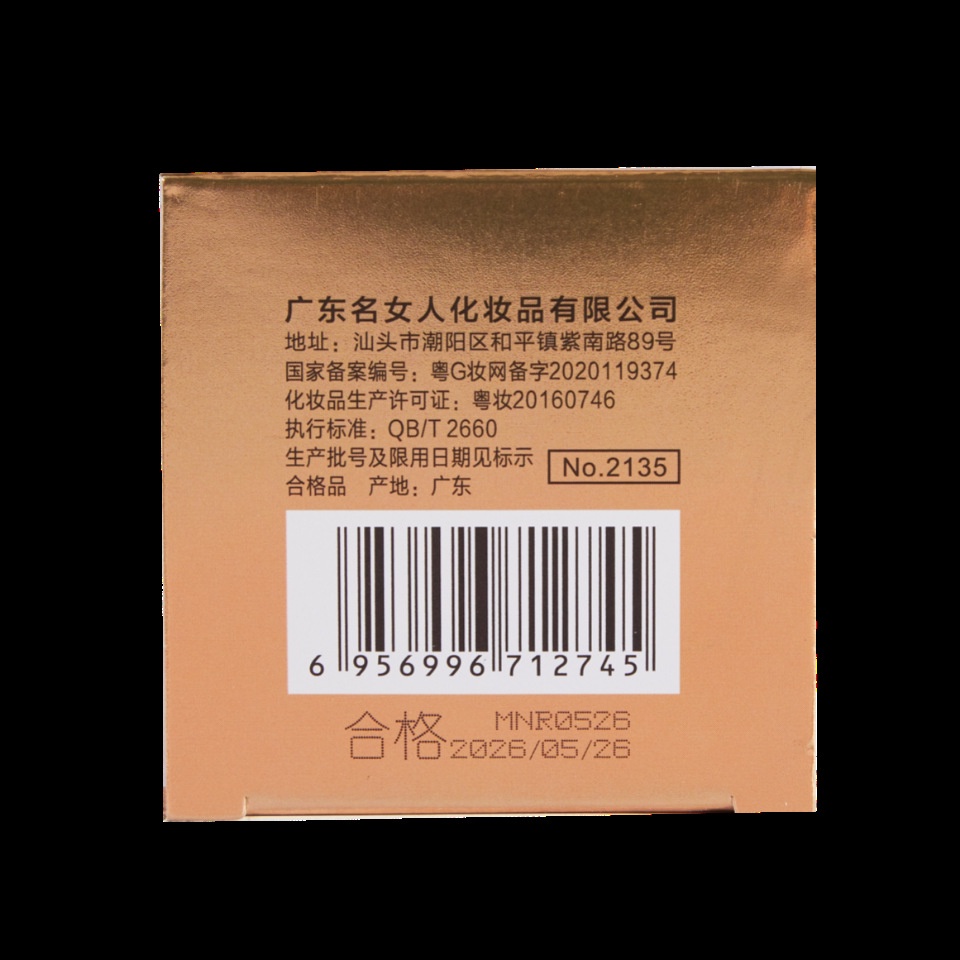 广东名女人化妆品有限公司
地址：汕头市潮阳区和平镇紫南路89号
国家备案编号：粤G妆网备字2020119374
化妆品生产许可证：粤妆20160746
执行标准：QB/T 2660
生产批号及限用日期见标示
No.2135
合格品 产地：广东
6 956996 712745
合格 MNR0526
2026/05/26